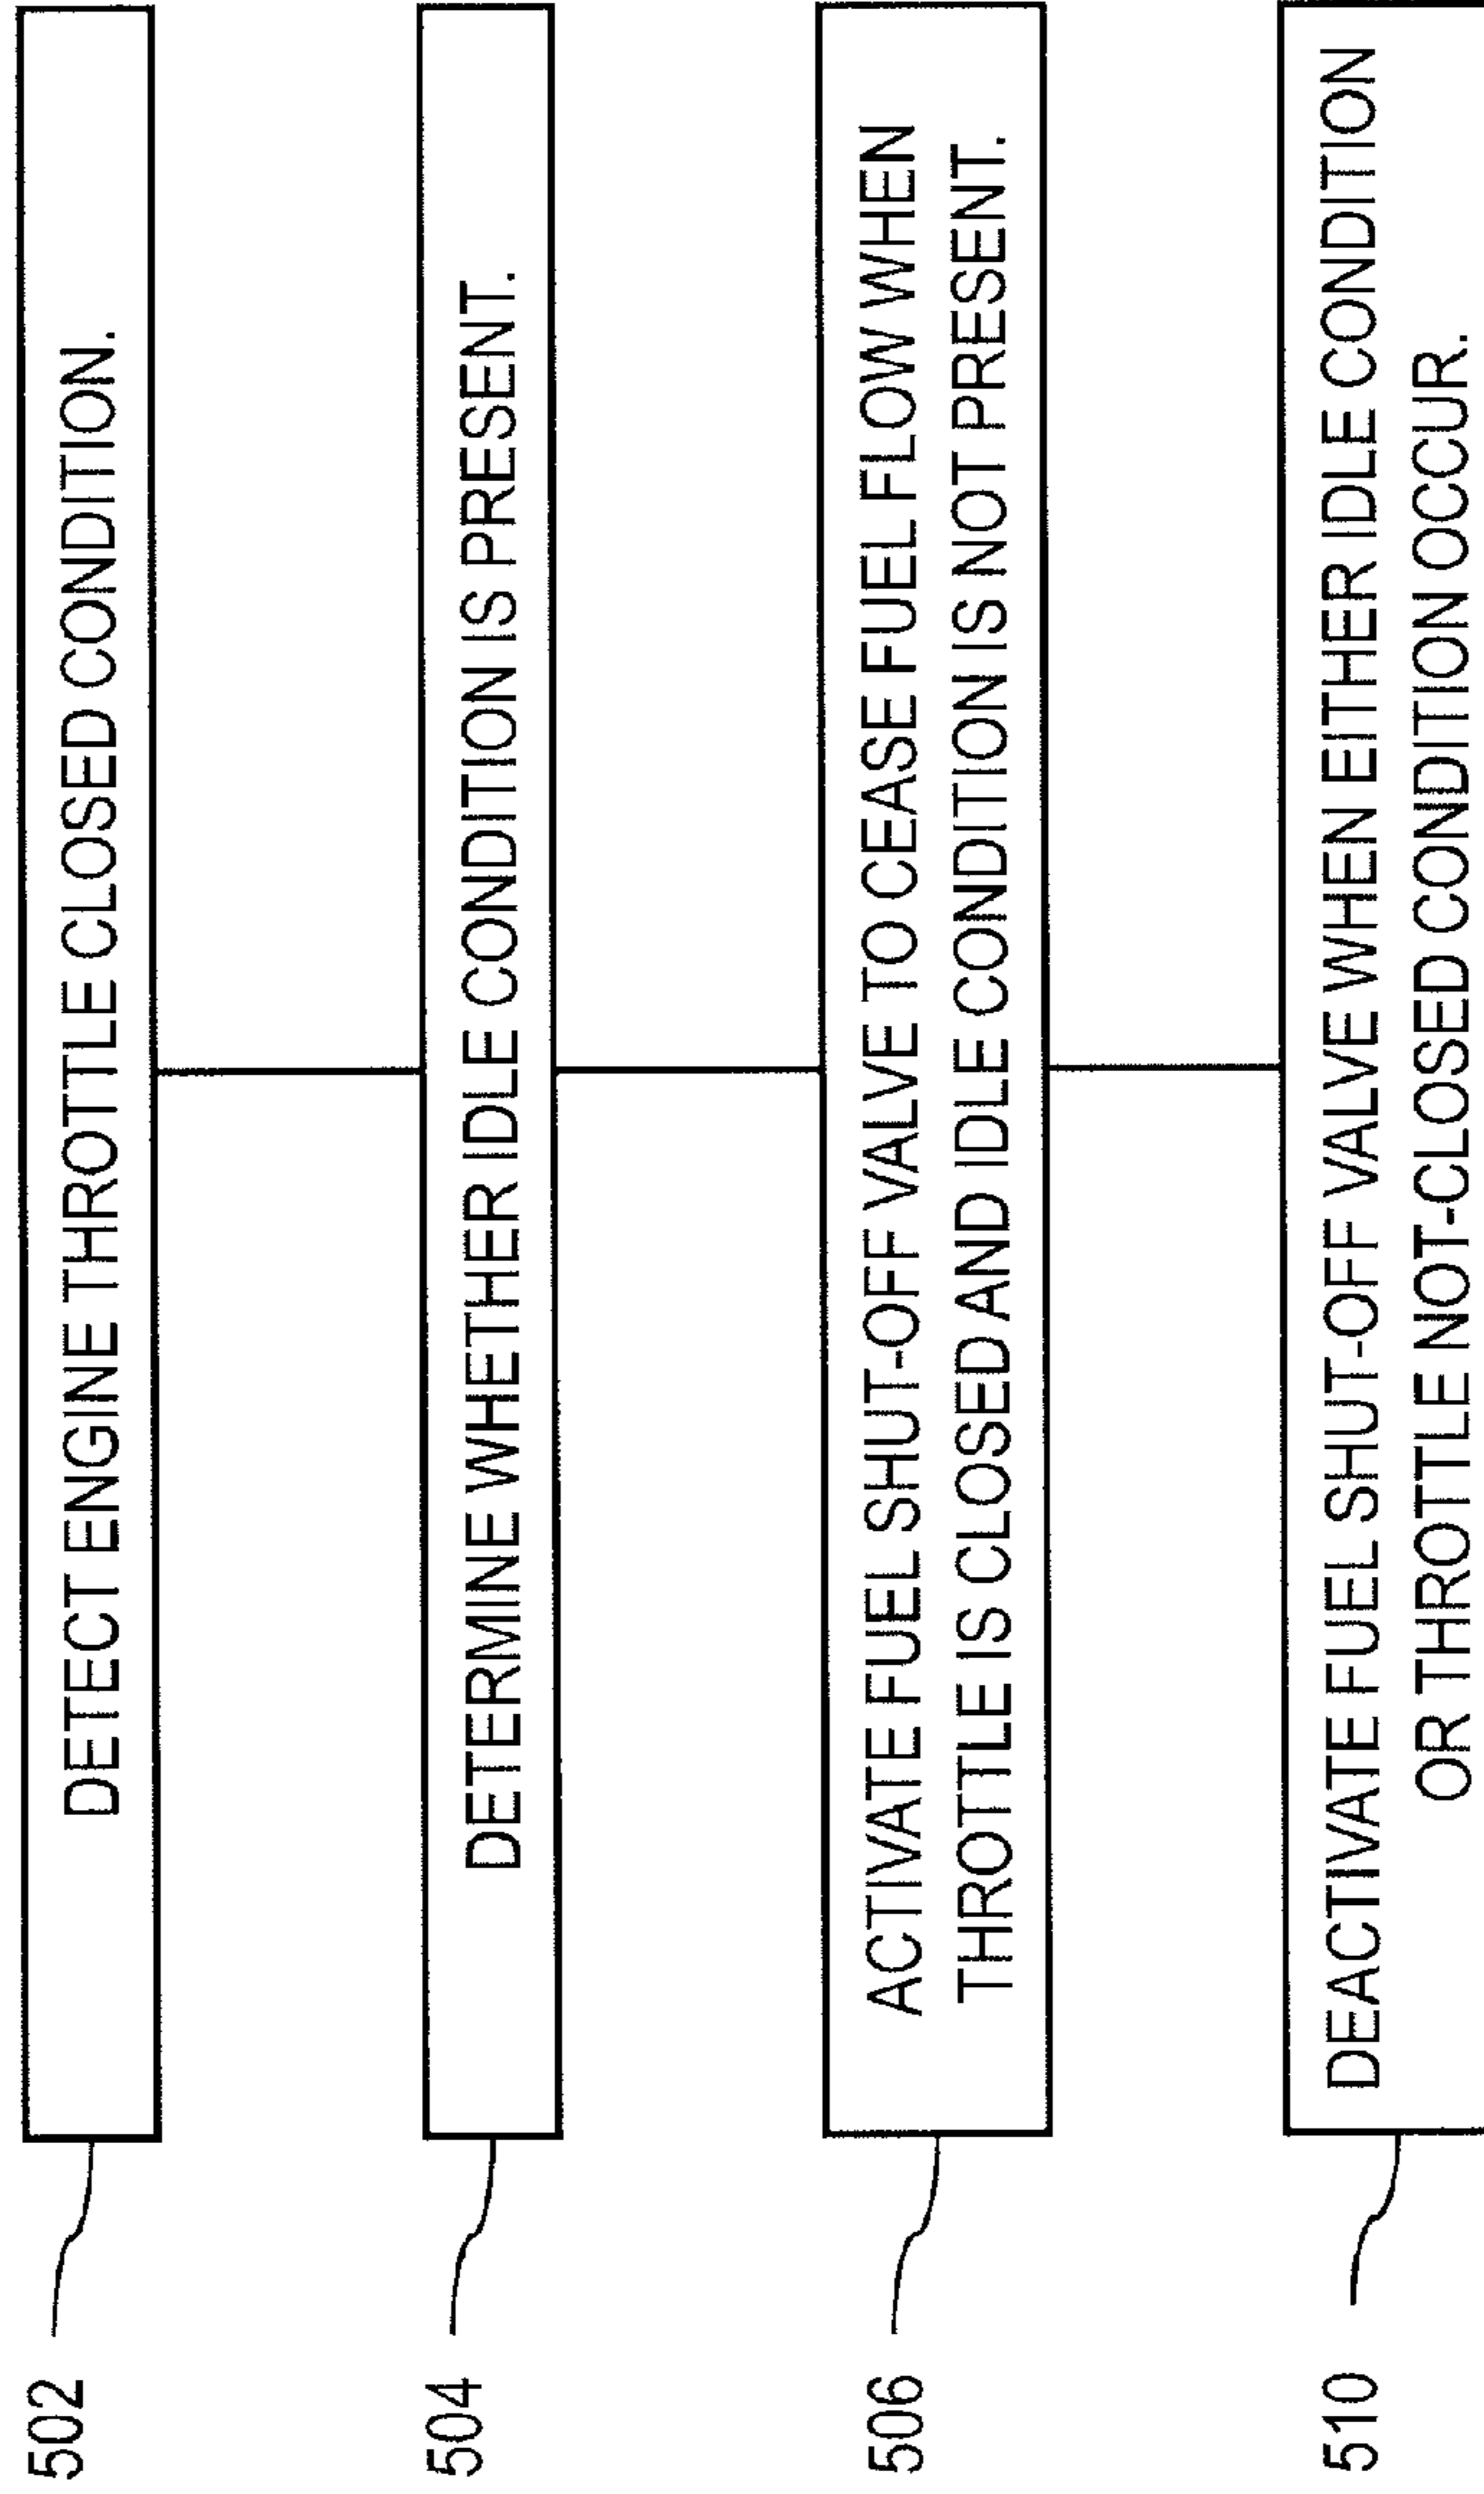 502
DETECT ENGINE THROTTLE CLOSED CONDITION.
504
DETERMINE WHETHER IDLE CONDITION IS PRESENT.
506
ACTIVATE FUEL SHUT-OFF VALVE TO CEASE FUEL FLOW WHEN
THROTTLE IS CLOSED AND IDLE CONDITION IS NOT PRESENT.
510
DEACTIVATE FUEL SHUT-OFF VALVE WHEN EITHER IDLE CONDITION
OR THROTTLE NOT-CLOSED CONDITION OCCUR.